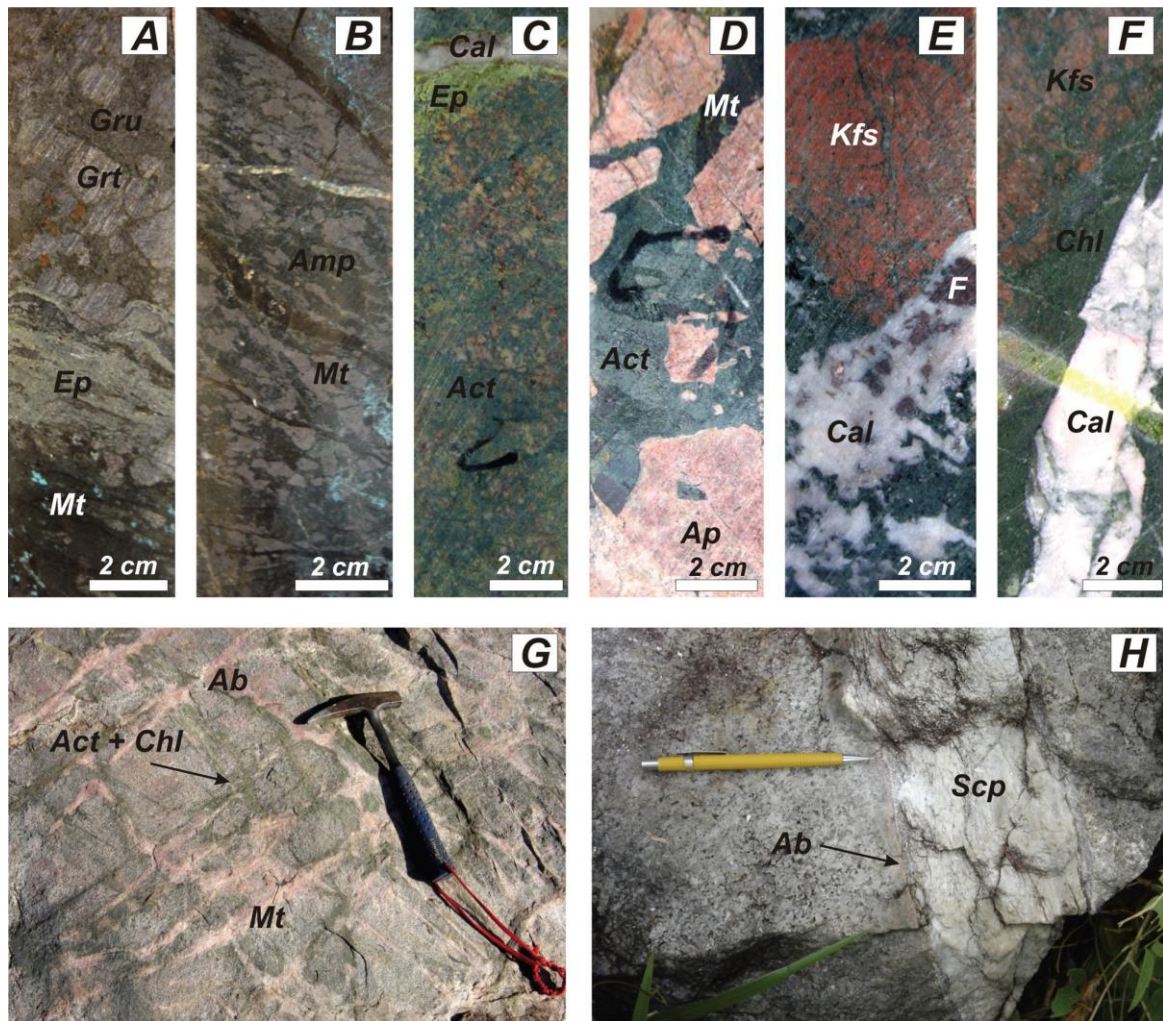 A
Gru
Grt
Ep
Mt
2 cm
B
Amp
Mt
2 cm
C
Cal
Ep
Act
2 cm
D
Mt
Act
Ap
2 cm
E
Kfs
F
Cal
2 cm
F
Kfs
Chl
Cal
2 cm
G
Ab
Act + Chl
Mt
H
Scp
Ab